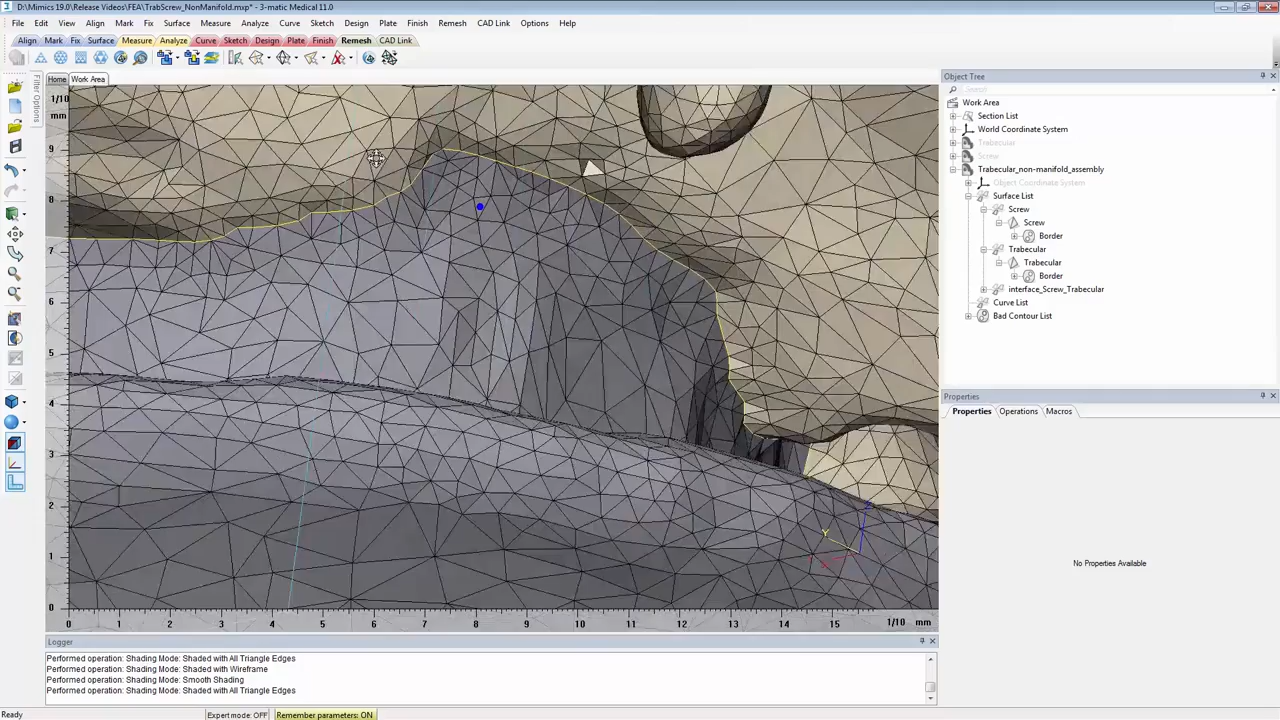 D:\Mimics 19.0\Release Videos\FEA\TrabScrew_NonManifold.mxp* - 3-matic Medical 11.0
File Edit View Align Mark Fix Surface Measure Analyze Curve Sketch Design Plate Finish Remesh CAD Link Options Help
Align Mark Fix Surface Measure Analyze Curve Sketch Design Plate Finish Remesh CAD Link
Home Work Area
Filter Options
1/10
mm
9
8
7
6
5
4
3
2
1
0
0 1 2 3 4 5 6 7 8 9 10 11 12 13 14 15 1/10 mm
Y
X
Object Tree
Search
Work Area
Section List
World Coordinate System
Trabecular
Screw
Trabecular_non-manifold_assembly
Object Coordinate System
Surface List
Screw
Screw
Border
Trabecular
Trabecular
Border
interface_Screw_Trabecular
Curve List
Bad Contour List
Properties
Properties Operations Macros
No Properties Available
Logger
Performed operation: Shading Mode: Shaded with All Triangle Edges
Performed operation: Shading Mode: Shaded with Wireframe
Performed operation: Shading Mode: Smooth Shading
Performed operation: Shading Mode: Shaded with All Triangle Edges
Ready
Expert mode: OFF
Remember parameters: ON